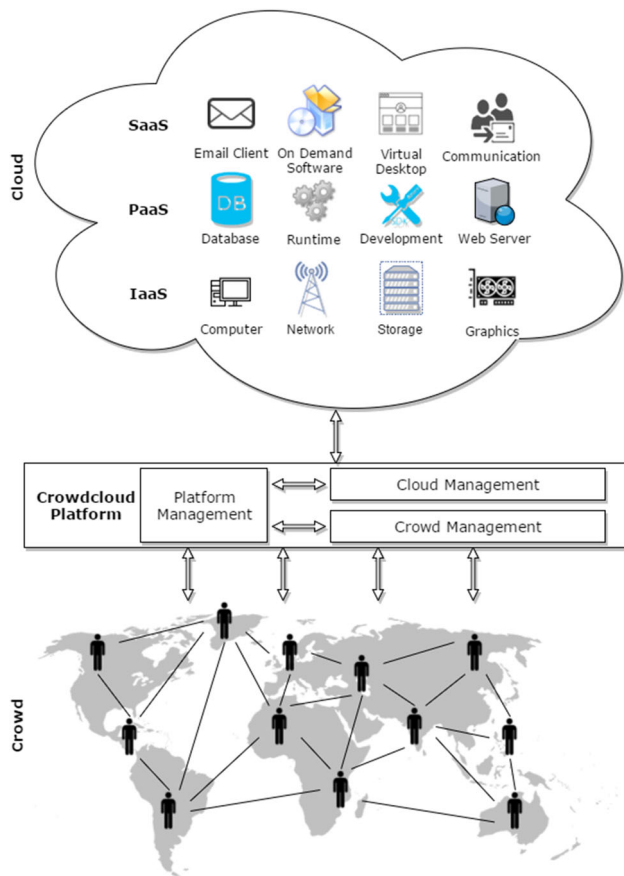 Cloud
SaaS
Email Client
On Demand
Software
Virtual
Desktop
Communication
PaaS
DB
Database
Runtime
Development
Web Server
IaaS
Computer
Network
Storage
Graphics
Crowdcloud
Platform
Platform
Management
Cloud Management
Crowd Management
Crowd